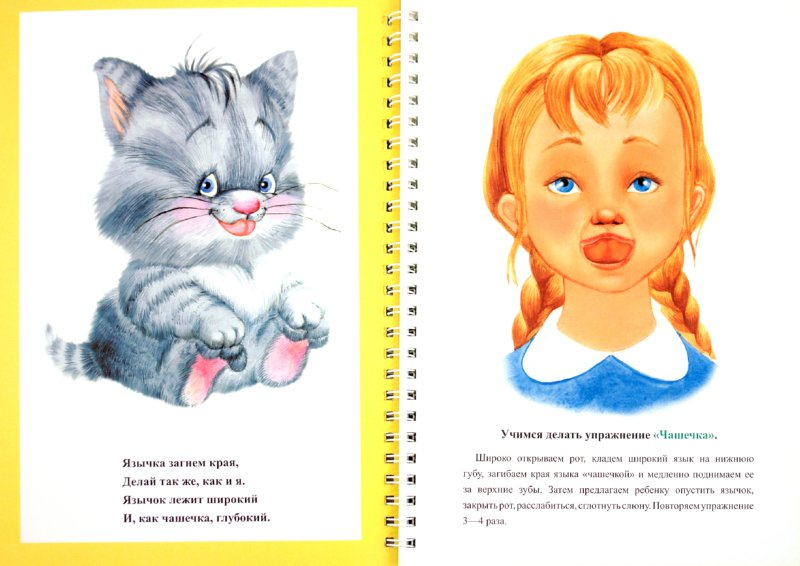 Язычка загнем края,
Делай так же, как и я.
Язычок лежит широкий
И, как чашечка, глубокий.
Учимся делать упражнение «Чашечка».
Широко открываем рот, кладем широкий язык на нижнюю
губу, загибаем края языка «чашечкой» и медленно поднимаем ее
за верхние зубы. Затем предлагаем ребенку опустить язычок,
закрыть рот, расслабиться, сглотнуть слюну. Повторяем упражнение
3—4 раза.